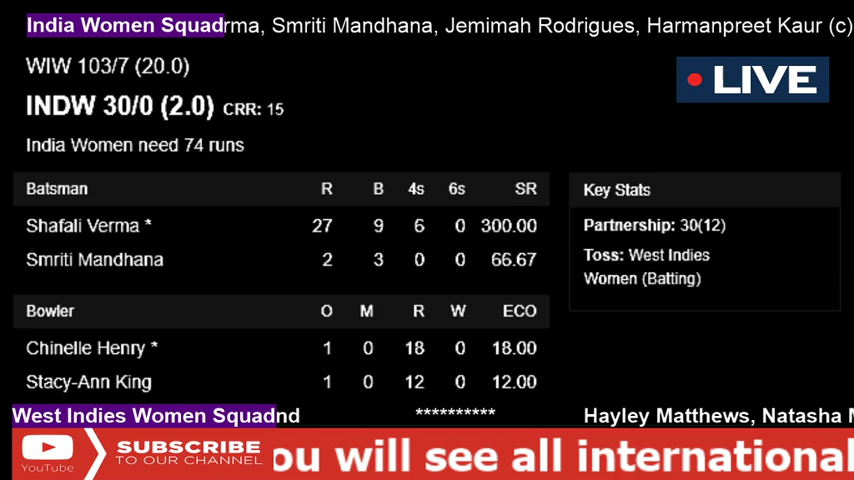 India Women Squad rma, Smriti Mandhana, Jemimah Rodrigues, Harmanpreet Kaur (c)
WIW 103/7 (20.0)
LIVE
INDW 30/0 (2.0) CRR: 15
India Women need 74 runs
Batsman R B 4s 6s SR
Shafali Verma * 27 9 6 0 300.00
Smriti Mandhana 2 3 0 0 66.67
Key Stats
Partnership: 30(12)
Toss: West Indies
Women (Batting)
Bowler O M R W ECO
Chinelle Henry * 1 0 18 0 18.00
Stacy-Ann King 1 0 12 0 12.00
West Indies Women Squad nd ********** Hayley Matthews, Natasha M
YouTube
SUBSCRIBE
TO OUR CHANNEL
ou will see all international